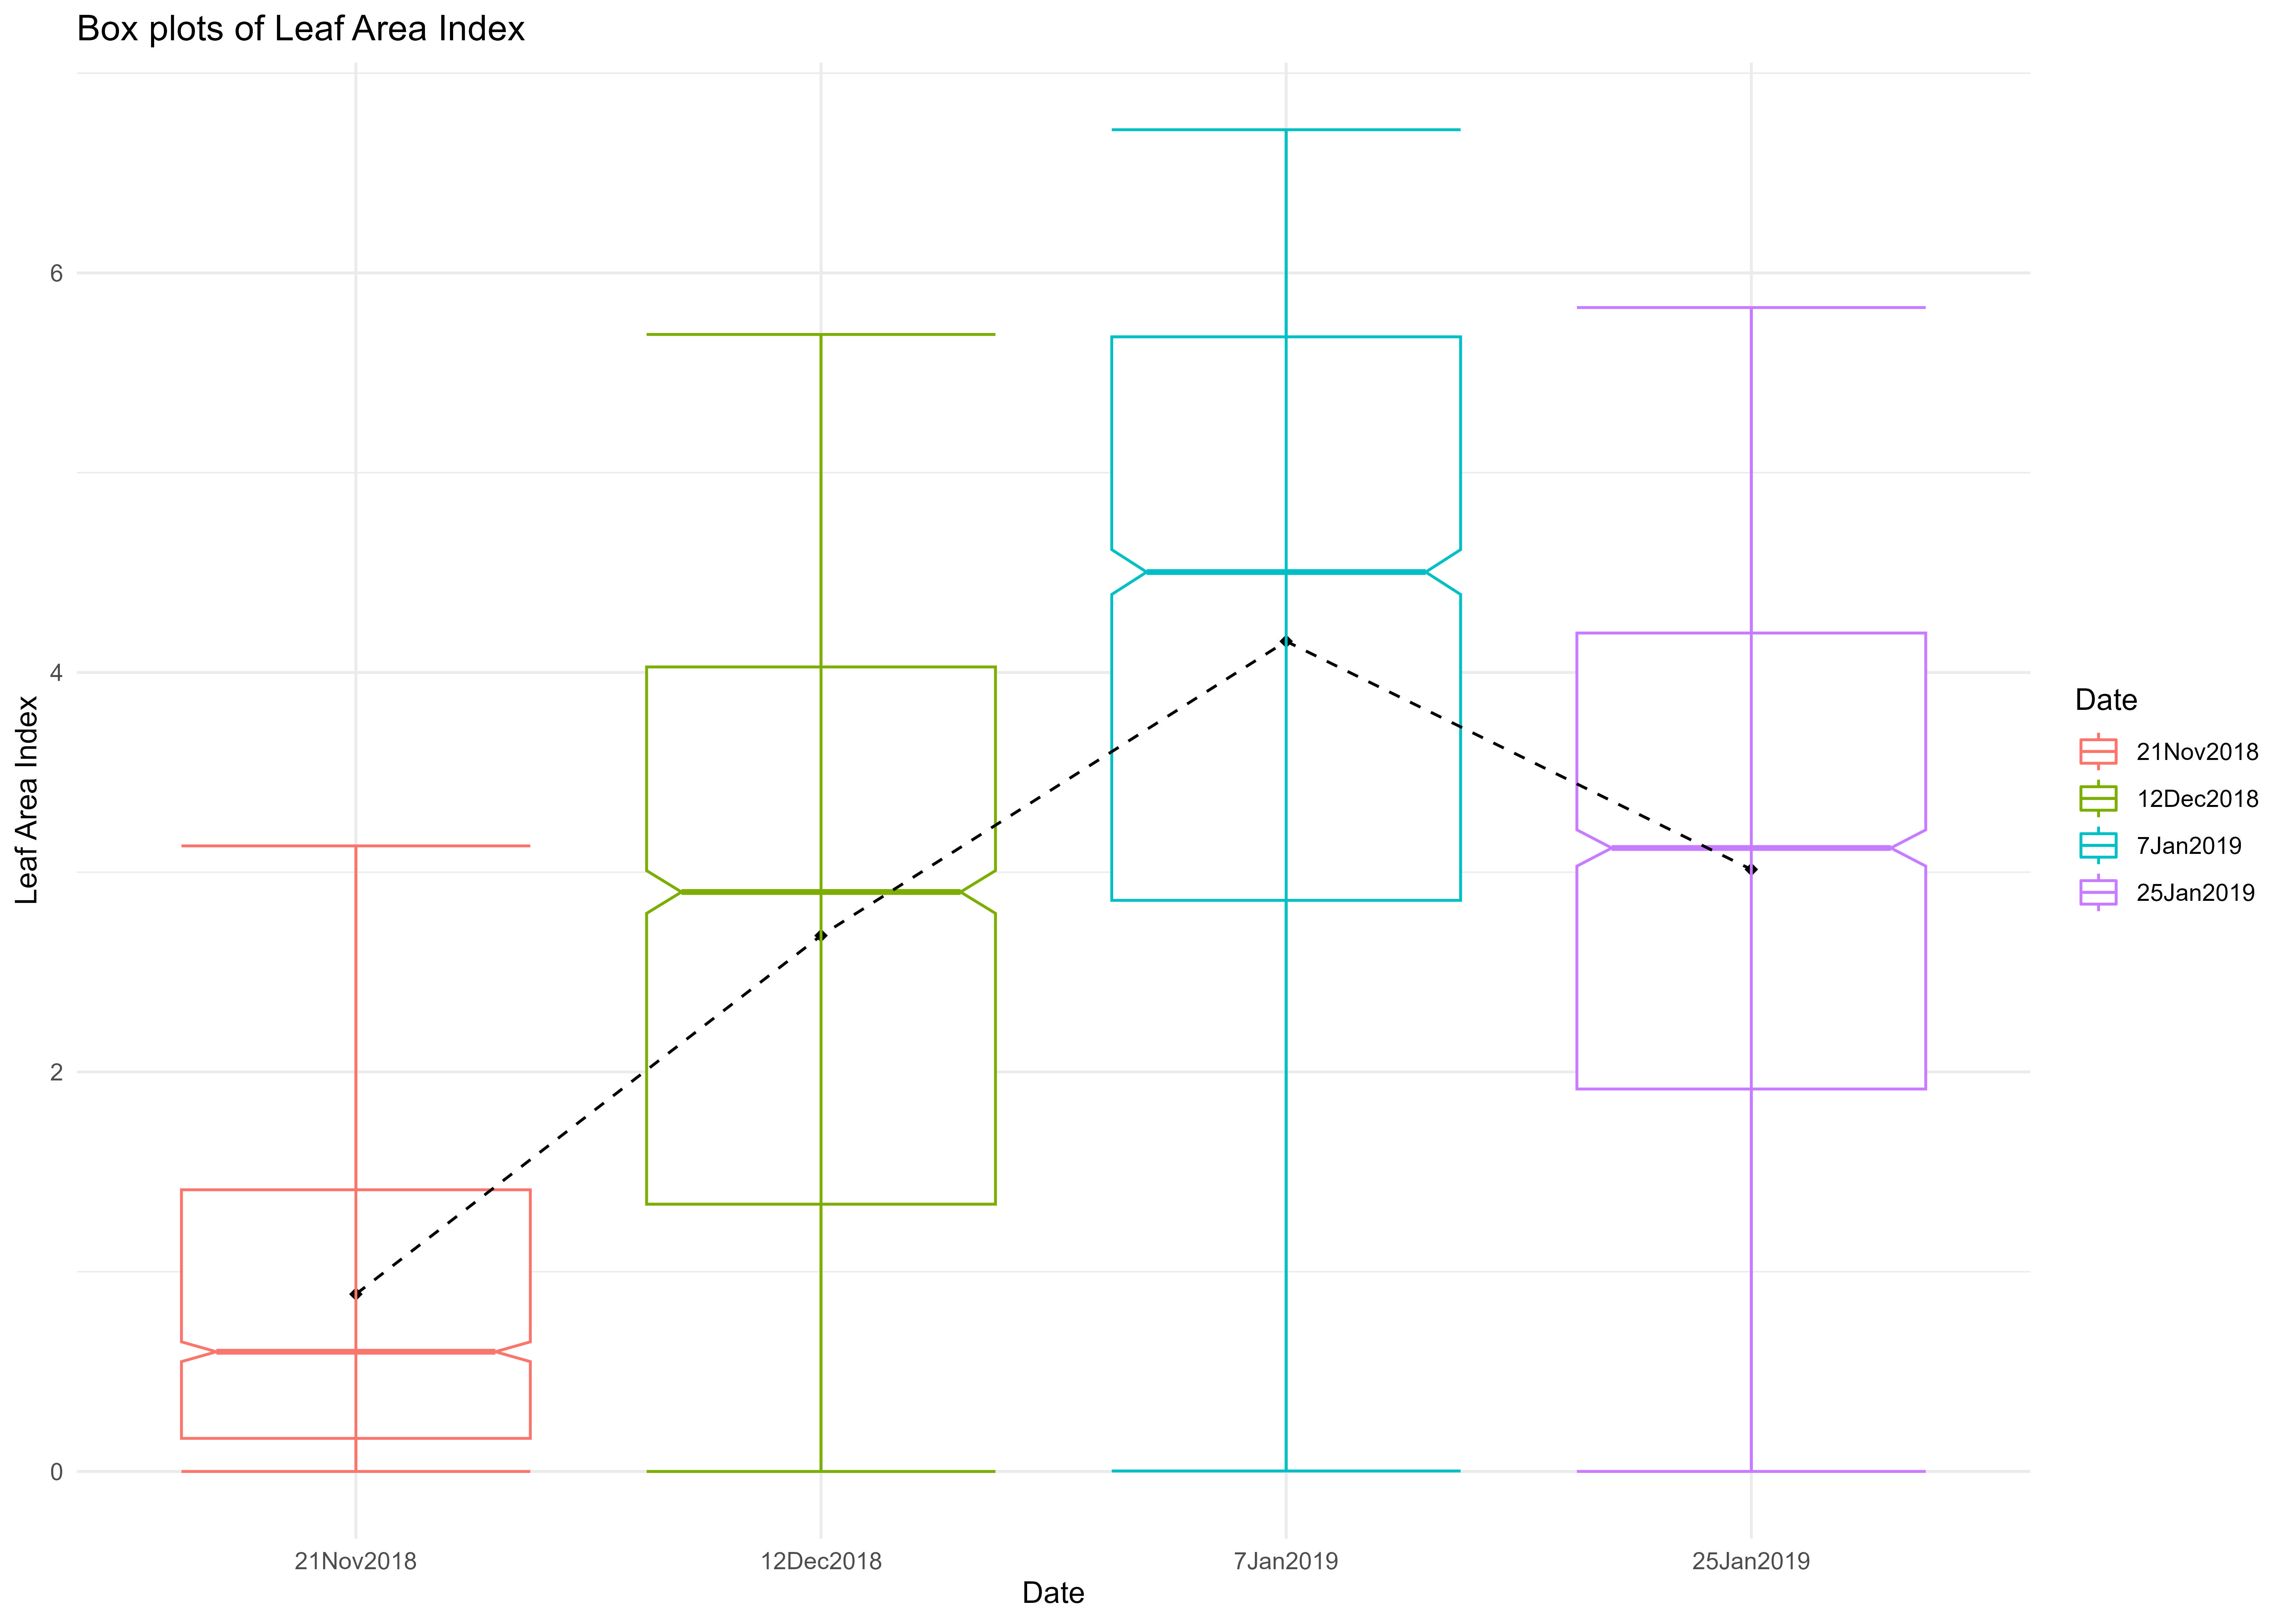 Box plots of Leaf Area Index
Leaf Area Index
6
4
2
0
21Nov2018
12Dec2018
7Jan2019
25Jan2019
Date
Date
21Nov2018
12Dec2018
7Jan2019
25Jan2019